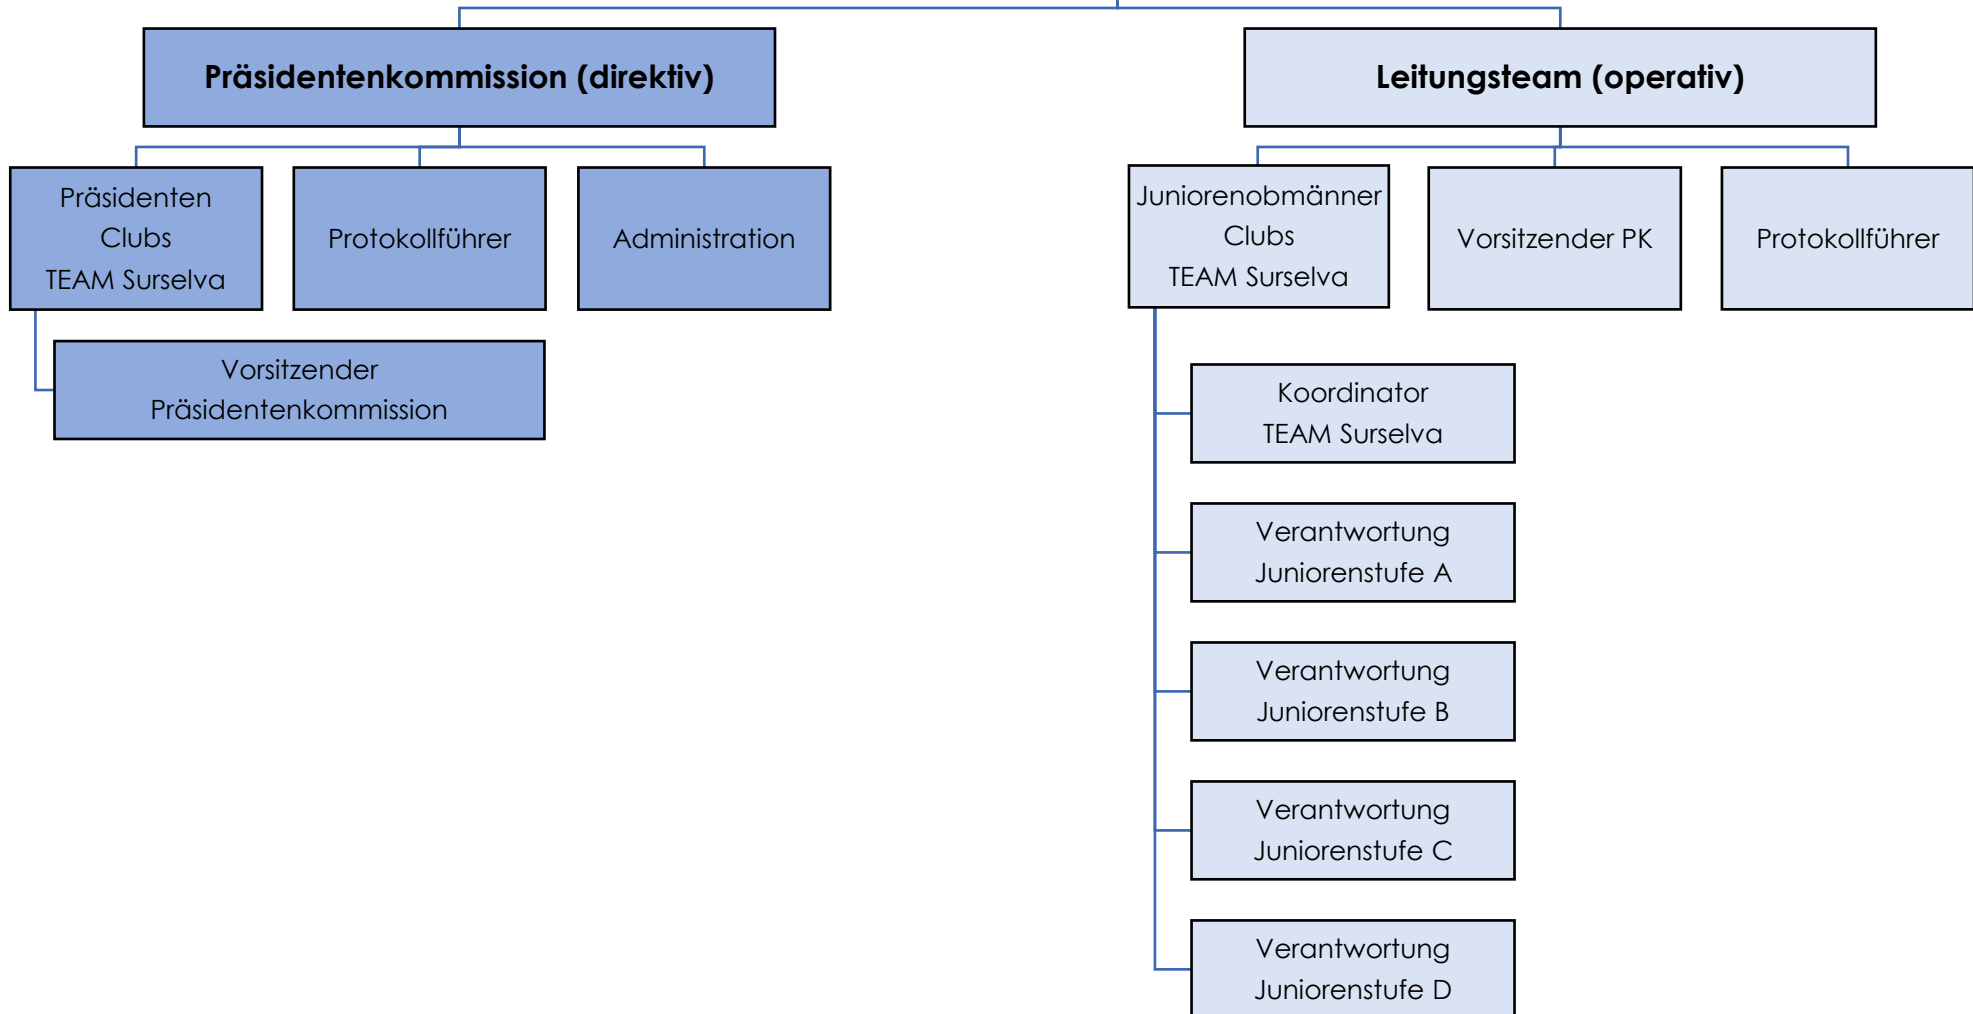 Präsidentenkommission (direktiv)
Leitungsteam (operativ)
Präsidenten
Clubs
TEAM Surselva
Protokollführer
Administration
Juniorenobmänner
Clubs
TEAM Surselva
Vorsitzender PK
Protokollführer
Vorsitzender
Präsidentenkommission
Koordinator
TEAM Surselva
Verantwortung
Juniorenstufe A
Verantwortung
Juniorenstufe B
Verantwortung
Juniorenstufe C
Verantwortung
Juniorenstufe D